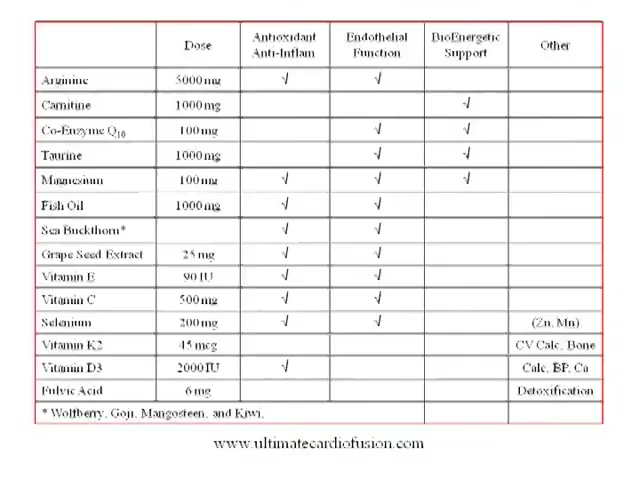 Dose Antioxidant Anti-Inflam Endothelial Function BioEnergetic Support Other
Arginine 5000 mg √ √
Carnitine 1000 mg √
Co-Enzyme Q10 100 mg √ √
Taurine 1000 mg √ √
Magnesium 100 mg √ √ √
Fish Oil 1000 mg √ √
Sea Buckthorn* √ √
Grape Seed Extract 25 mg √ √
Vitamin E 90 IU √ √
Vitamin C 500 mg √ √
Selenium 200 mg √ √ (Zn, Mn)
Vitamin K2 45 mcg CV Calc, Bone
Vitamin D3 2000 IU √ Calc, BP, Ca
Fulvic Acid 6 mg Detoxification
* Wolfberry, Goji, Mangosteen, and Kiwi.
www.ultimatecardiofusion.com